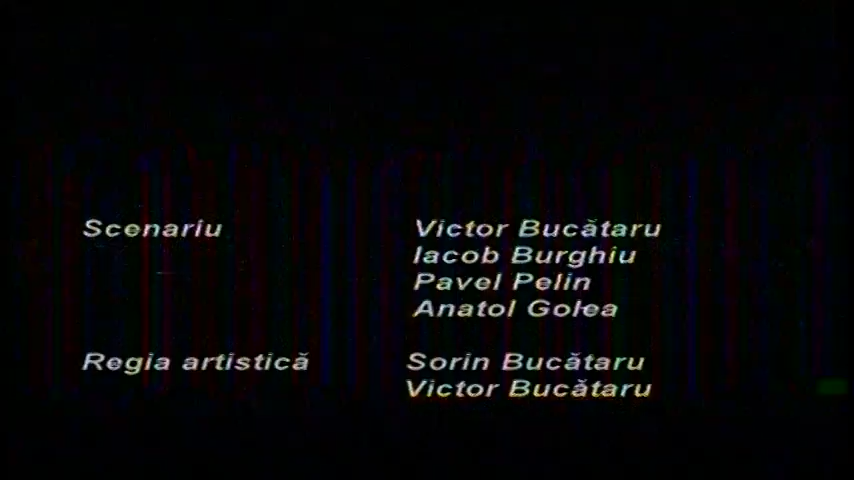 Scenariu Victor Bucătaru
Iacob Burghiu
Pavel Pelin
Anatol Golea
Regia artistică Sorin Bucătaru
Victor Bucătaru